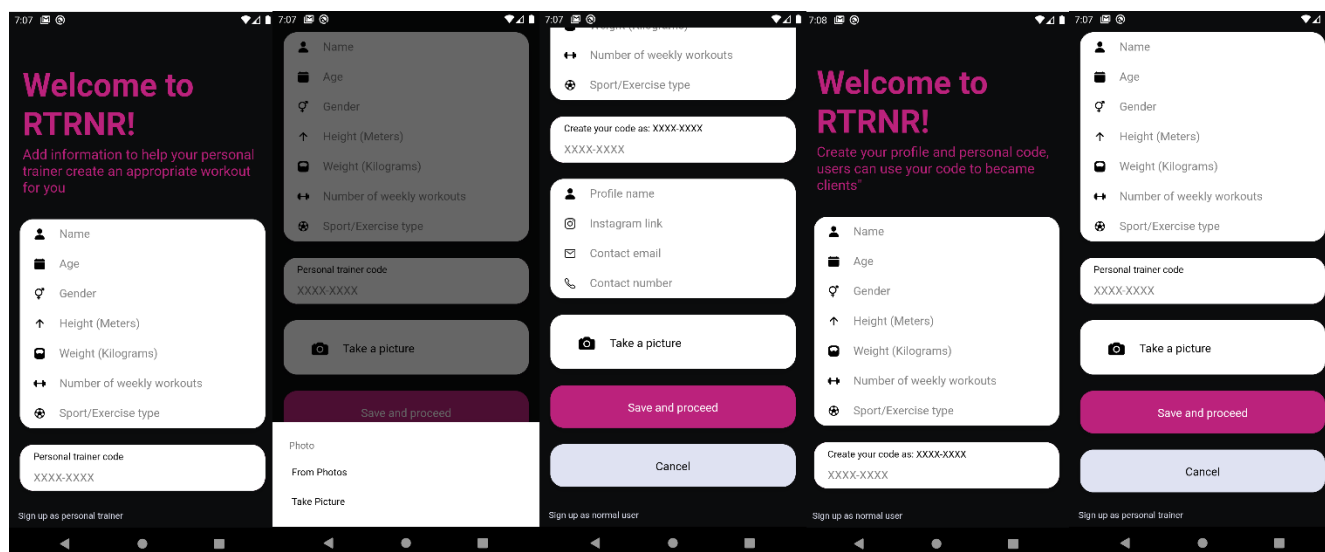 7:07
Welcome to
RTRNR!
Add information to help your personal
trainer create an appropriate workout
for you
Name
Age
Gender
Height (Meters)
Weight (Kilograms)
Number of weekly workouts
Sport/Exercise type
Personal trainer code
XXXX-XXXX
Sign up as personal trainer
7:07
Name
Age
Gender
Height (Meters)
Weight (Kilograms)
Number of weekly workouts
Sport/Exercise type
Personal trainer code
XXXX-XXXX
Take a picture
Save and proceed
Photo
From Photos
Take Picture
7:07
Weight (Kilograms)
Number of weekly workouts
Sport/Exercise type
Create your code as: XXXX-XXXX
XXXX-XXXX
Profile name
Instagram link
Contact email
Contact number
Take a picture
Save and proceed
Cancel
Sign up as normal user
7:08
Welcome to
RTRNR!
Create your profile and personal code,
users can use your code to became
clients"
Name
Age
Gender
Height (Meters)
Weight (Kilograms)
Number of weekly workouts
Sport/Exercise type
Create your code as: XXXX-XXXX
XXXX-XXXX
Sign up as normal user
7:07
Name
Age
Gender
Height (Meters)
Weight (Kilograms)
Number of weekly workouts
Sport/Exercise type
Personal trainer code
XXXX-XXXX
Take a picture
Save and proceed
Cancel
Sign up as personal trainer